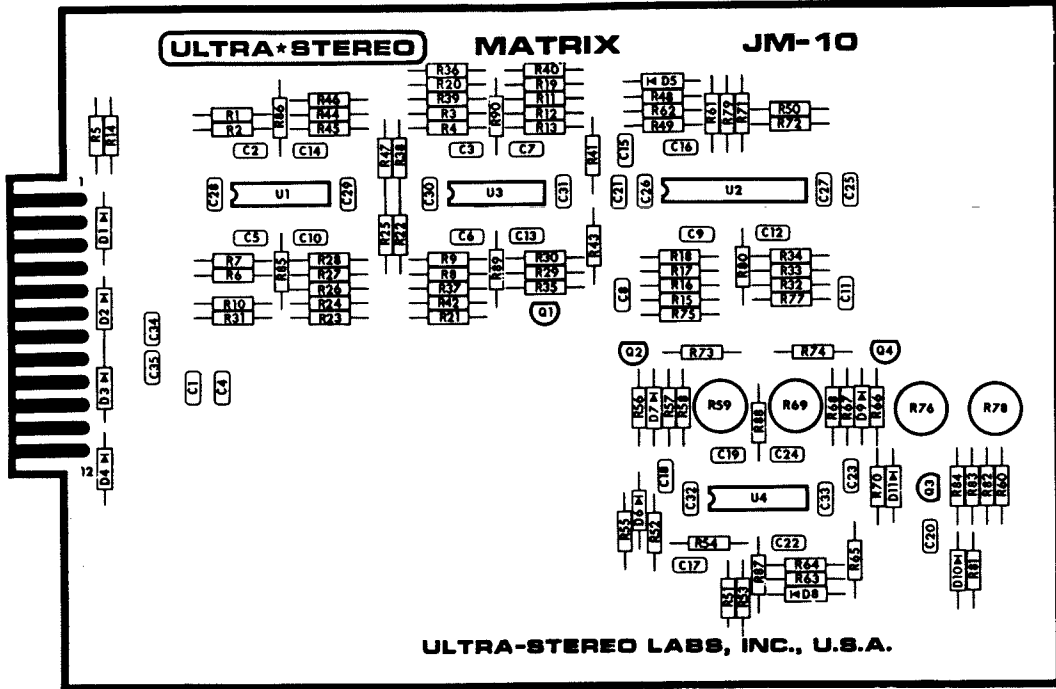 ULTRA*STEREO MATRIX JM-10
R36 R40
R20 R19 D5
R46 R39 R11 R48
R1 R86 R44 R3 R90 R12 R62 R61 R79 R71 R50
R2 R45 R4 R13 R49 R72
R5 R14
C2 C14 R47 R38 C3 C7 R41 C15 C16
1
C28 U1 C29 C30 U3 C31 C21 C26 U2 C27 C25
D1
C5 C10 R25 R22 C6 C13 R43 C9 C12
R7 R85 R28 R9 R89 R30 R18 R80 R34
R6 R27 R8 R29 R17 R33
R26 R37 R35 R16 R32
R10 R24 R42 C8 R15 R77 C11
R31 R23 R21 Q1 R75
D2
C34
C35
Q2 R73 R74 Q4
D3 C1 C4
R56 D7 R57 R58 R59 R88 R69 R68 R67 D9 R66 R76 R78
C19 C24
12 D4
C18 C32 U4 C33 C23 R70 D11 Q3 R84 R83 R82 R60
R55 D6 R52
R54 C22 C20
C17 R87 R64 R65
R63 D10 R81
R51 R53 D8
ULTRA-STEREO LABS, INC., U.S.A.